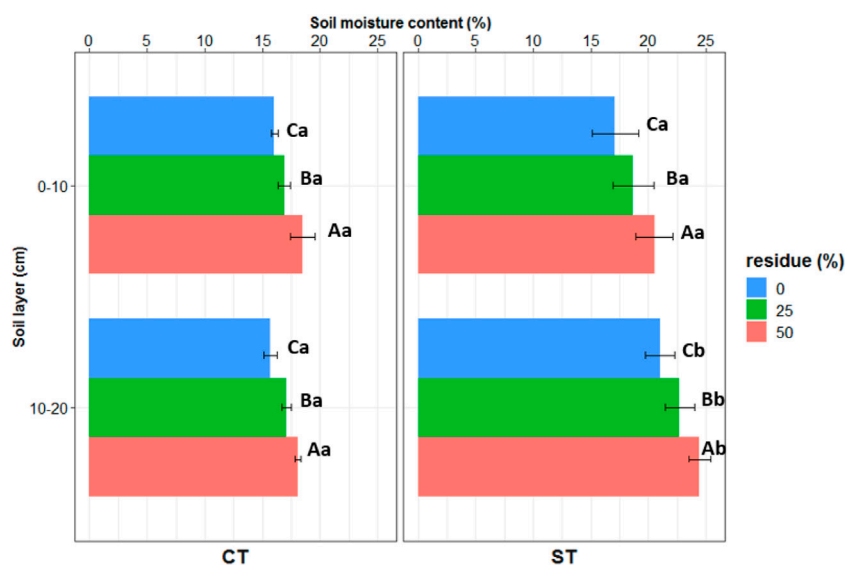 Soil moisture content (%)
0 5 10 15 20 25
0 5 10 15 20 25
Soil layer (cm)
0-10
Ca
Ba
Aa
Ca
Ba
Aa
10-20
Ca
Ba
Aa
Cb
Bb
Ab
CT
ST
residue (%)
0
25
50